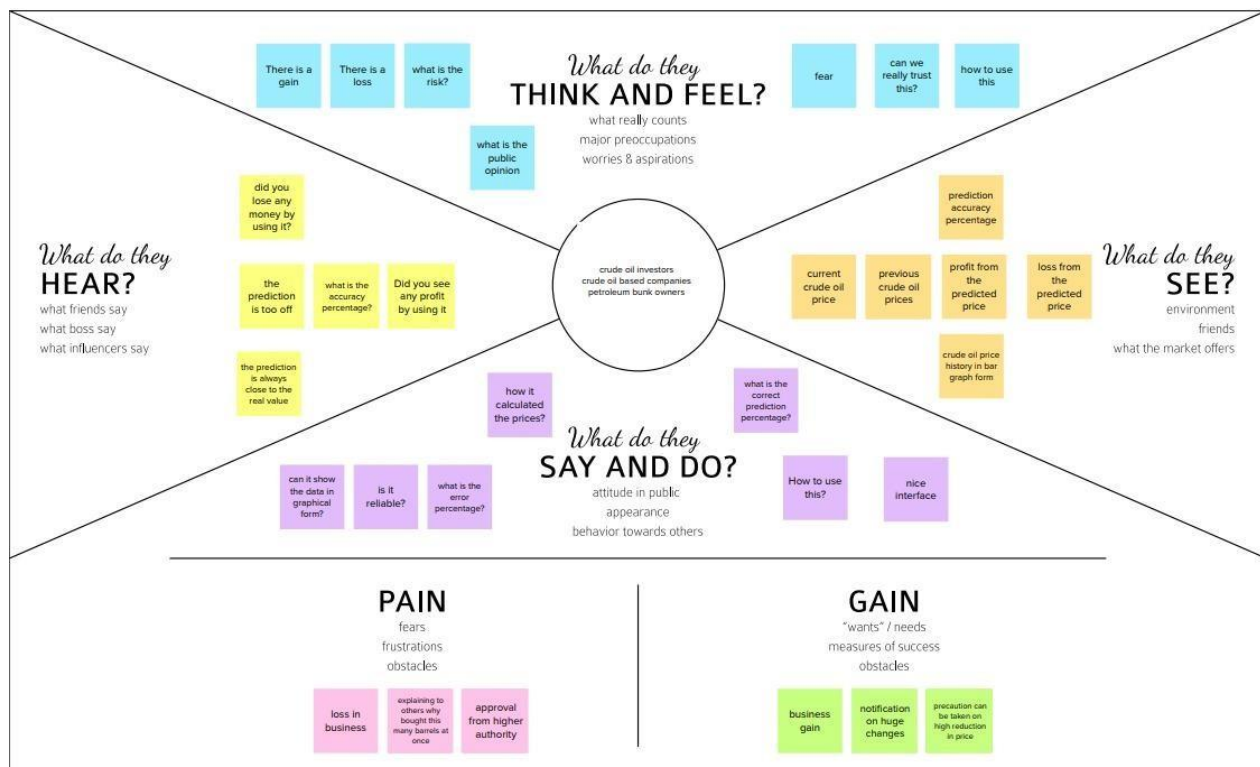 There is a
gain
There is a
loss
what is the
risk?
What do they
THINK AND FEEL?
what really counts
major preoccupations
worries & aspirations
fear
can we
really trust
this?
how to use
this
what is the
public
opinion
What do they
HEAR?
what friends say
what boss say
what influencers say
did you
lose any
money by
using it?
the
prediction
is too off
what is the
accuracy
percentage?
Did you see
any profit
by using it
the prediction
is always
close to the
real value
crude oil investors
crude oil based companies
petroleum bunk owners
What do they
SEE?
environment
friends
what the market offers
prediction
accuracy
percentage
current
crude oil
price
previous
crude oil
prices
profit from
the
predicted
price
loss from
the
predicted
price
crude oil price
history in bar
graph form
What do they
SAY AND DO?
attitude in public
appearance
behavior towards others
how it
calculated
the prices?
what is the
correct
prediction
percentage?
can it show
the data in
graphical
form?
is it
reliable?
what is the
error
percentage?
How to use
this?
nice
interface
PAIN
fears
frustrations
obstacles
loss in
business
explaining to
others why
bought this
many barrels at
once
approval
from higher
authority
GAIN
"wants" / needs
measures of success
obstacles
business
gain
notification
on huge
changes
precaution can
be taken on
high reduction
in price